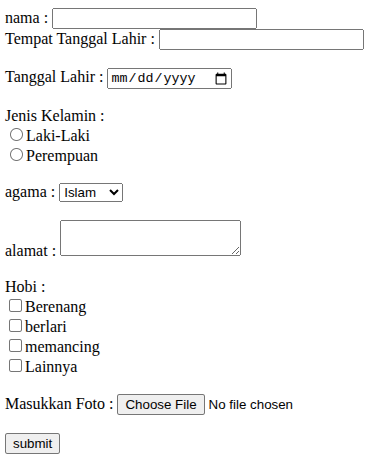 nama :
Tempat Tanggal Lahir :
Tanggal Lahir : mm/dd/yyyy
Jenis Kelamin :
Laki-Laki
Perempuan
agama : Islam
alamat :
Hobi :
Berenang
berlari
memancing
Lainnya
Masukkan Foto : Choose File No file chosen
submit